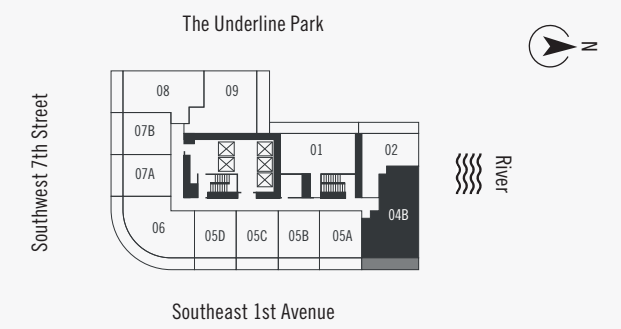 The Underline Park
N
Southwest 7th Street
08
09
07B
07A
01
02
River
04B
06
05D
05C
05B
05A
Southeast 1st Avenue